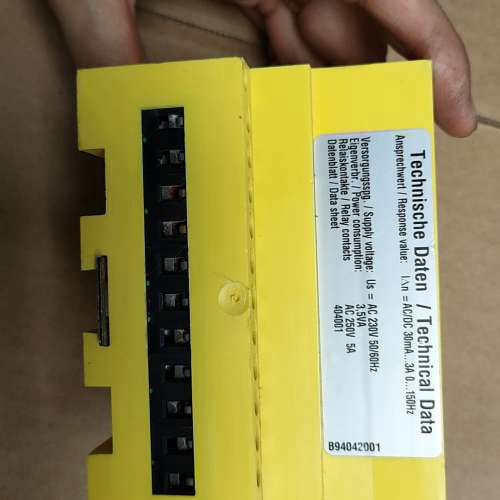 Technische Daten / Technical Data
Ansprechwert / Response value: I∆n = AC/DC 30mA...3A 0...150Hz
Versorgungsspg. / Supply voltage: Us = AC 230V 50/60Hz
Eigenverbr. / Power consumption: 3,5VA
Relaiskontakte / Relay contacts AC 250V 5A
Datenblatt / Data sheet 404001
B94042001